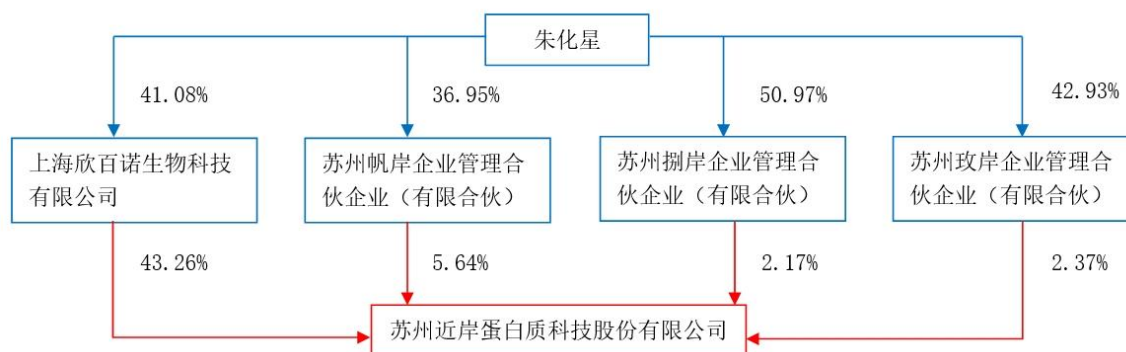 朱化星
41.08%
36.95%
50.97%
42.93%
上海欣百诺生物科技
有限公司
苏州帆岸企业管理合
伙企业（有限合伙）
苏州捌岸企业管理合
伙企业（有限合伙）
苏州玫岸企业管理合
伙企业（有限合伙）
43.26%
5.64%
2.17%
2.37%
苏州近岸蛋白质科技股份有限公司